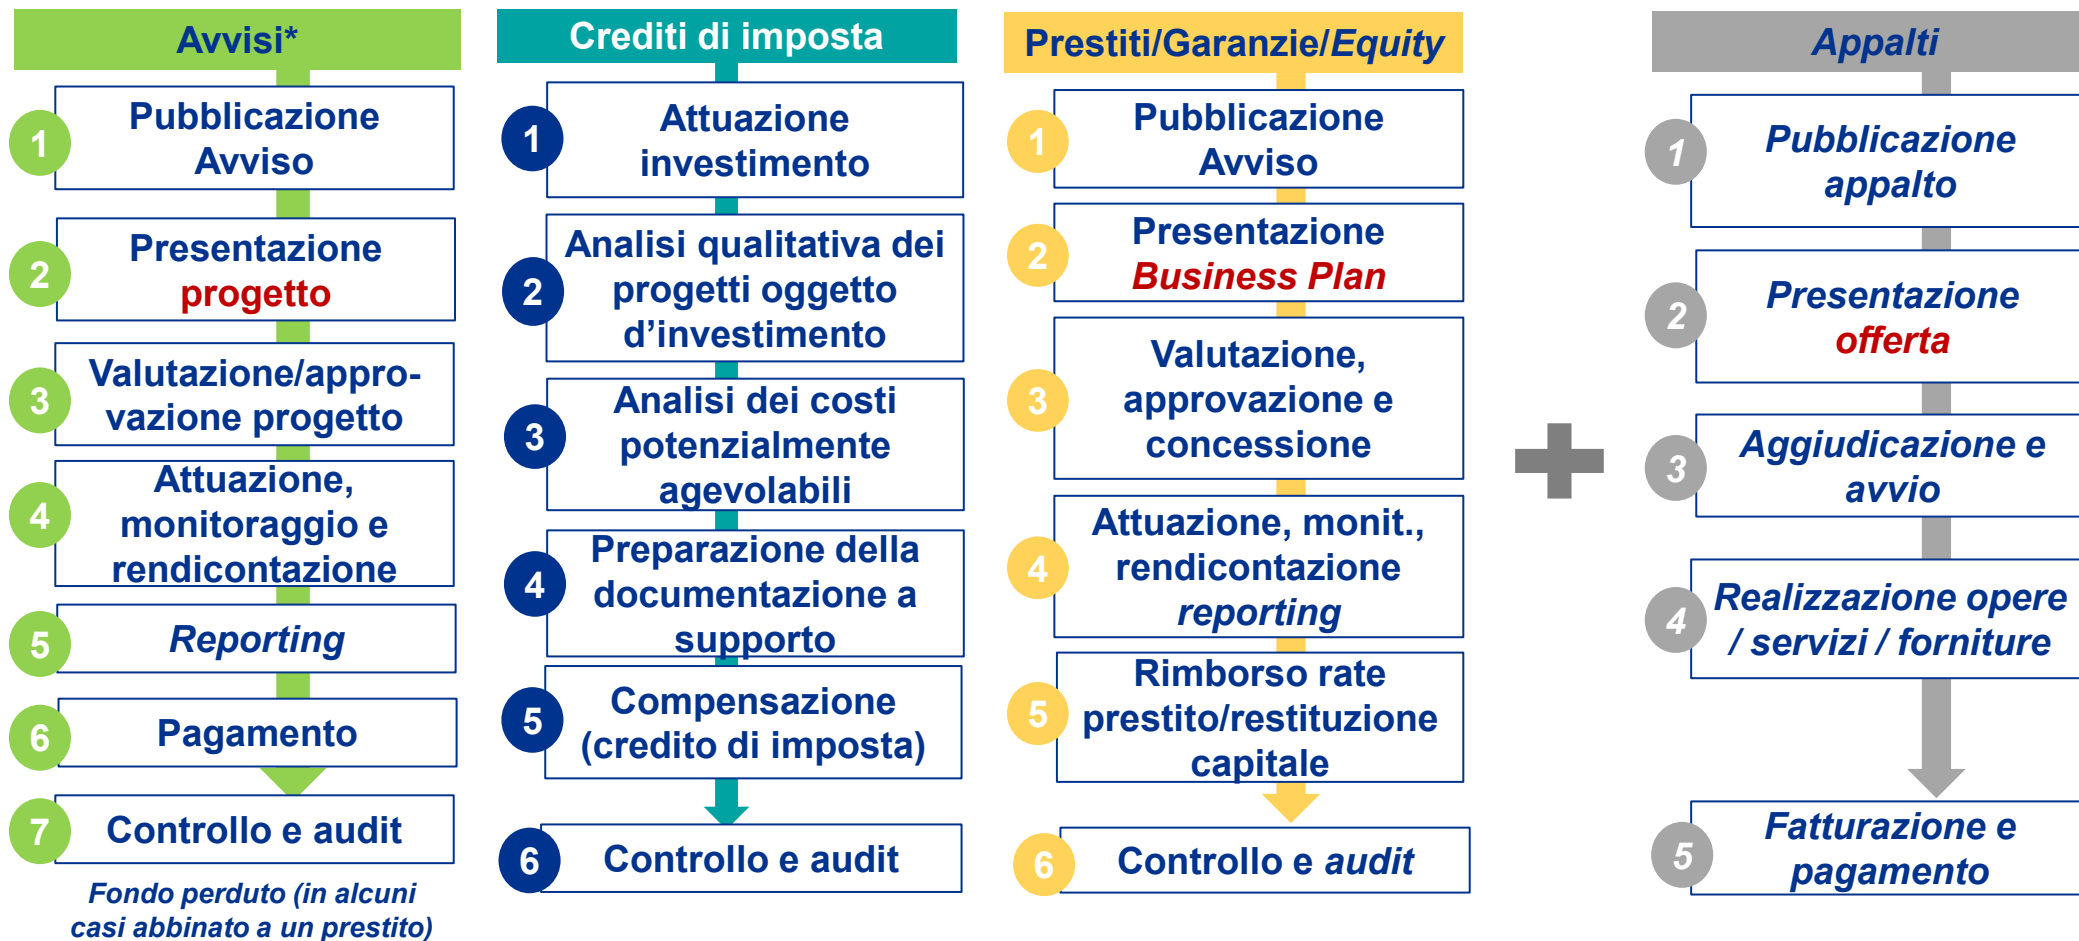 Avvisi*
1
Pubblicazione
Avviso
2
Presentazione
progetto
3
Valutazione/appro-
vazione progetto
4
Attuazione,
monitoraggio e
rendicontazione
5
Reporting
6
Pagamento
7
Controllo e audit
Fondo perduto (in alcuni
casi abbinato a un prestito)
Crediti di imposta
1
Attuazione
investimento
2
Analisi qualitativa dei
progetti oggetto
d’investimento
3
Analisi dei costi
potenzialmente
agevolabili
4
Preparazione della
documentazione a
supporto
5
Compensazione
(credito di imposta)
6
Controllo e audit
Prestiti/Garanzie/Equity
1
Pubblicazione
Avviso
2
Presentazione
Business Plan
3
Valutazione,
approvazione e
concessione
4
Attuazione, monit.,
rendicontazione
reporting
5
Rimborso rate
prestito/restituzione
capitale
6
Controllo e audit
Appalti
1
Pubblicazione
appalto
2
Presentazione
offerta
3
Aggiudicazione e
avvio
4
Realizzazione opere
/ servizi / forniture
5
Fatturazione e
pagamento